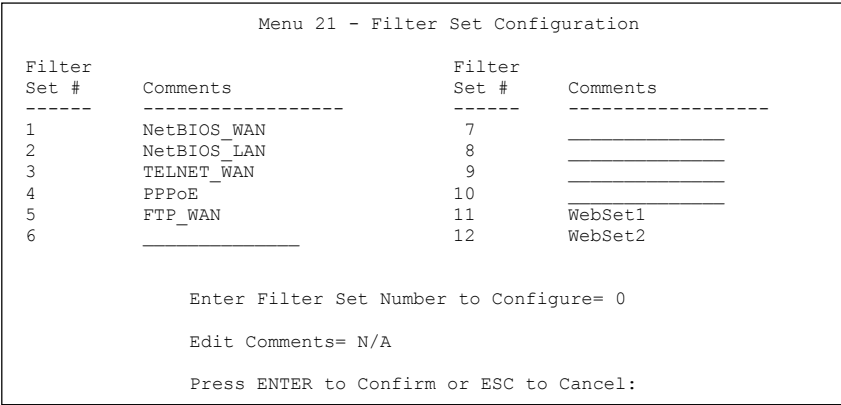 Menu 21 - Filter Set Configuration
Filter Filter
Set # Comments Set # Comments
------ ------------------ ------ ------------------
1 NetBIOS_WAN 7 ______________
2 NetBIOS_LAN 8 ______________
3 TELNET_WAN 9 ______________
4 PPPoE 10 ______________
5 FTP_WAN 11 WebSet1
6 ______________ 12 WebSet2
Enter Filter Set Number to Configure= 0
Edit Comments= N/A
Press ENTER to Confirm or ESC to Cancel: